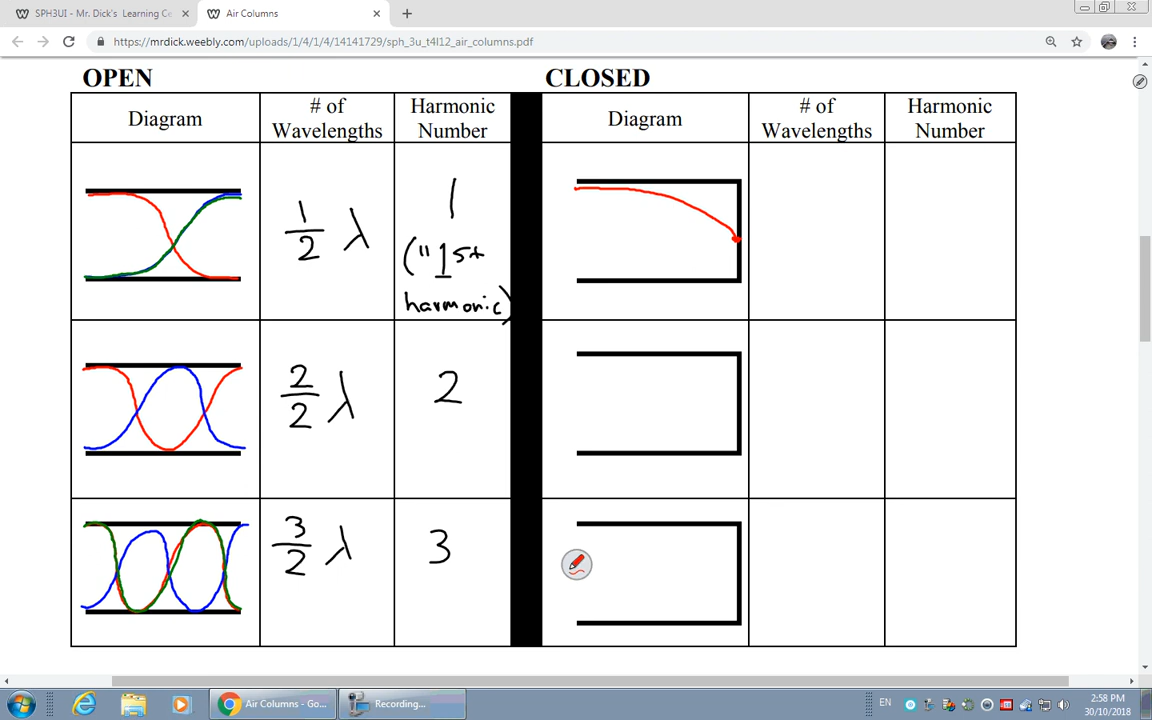 SPH3UI - Mr. Dick's Learning Ce
Air Columns
https://mrdick.weebly.com/uploads/1/4/1/4/14141729/sph_3u_t4l12_air_columns.pdf
OPEN
CLOSED
Diagram
# of
Wavelengths
Harmonic
Number
Diagram
# of
Wavelengths
Harmonic
Number
1/2 λ
1
("1st
harmonic)
2/2 λ
2
3/2 λ
3
Air Columns - Go...
Recording...
EN
2:58 PM
30/10/2018